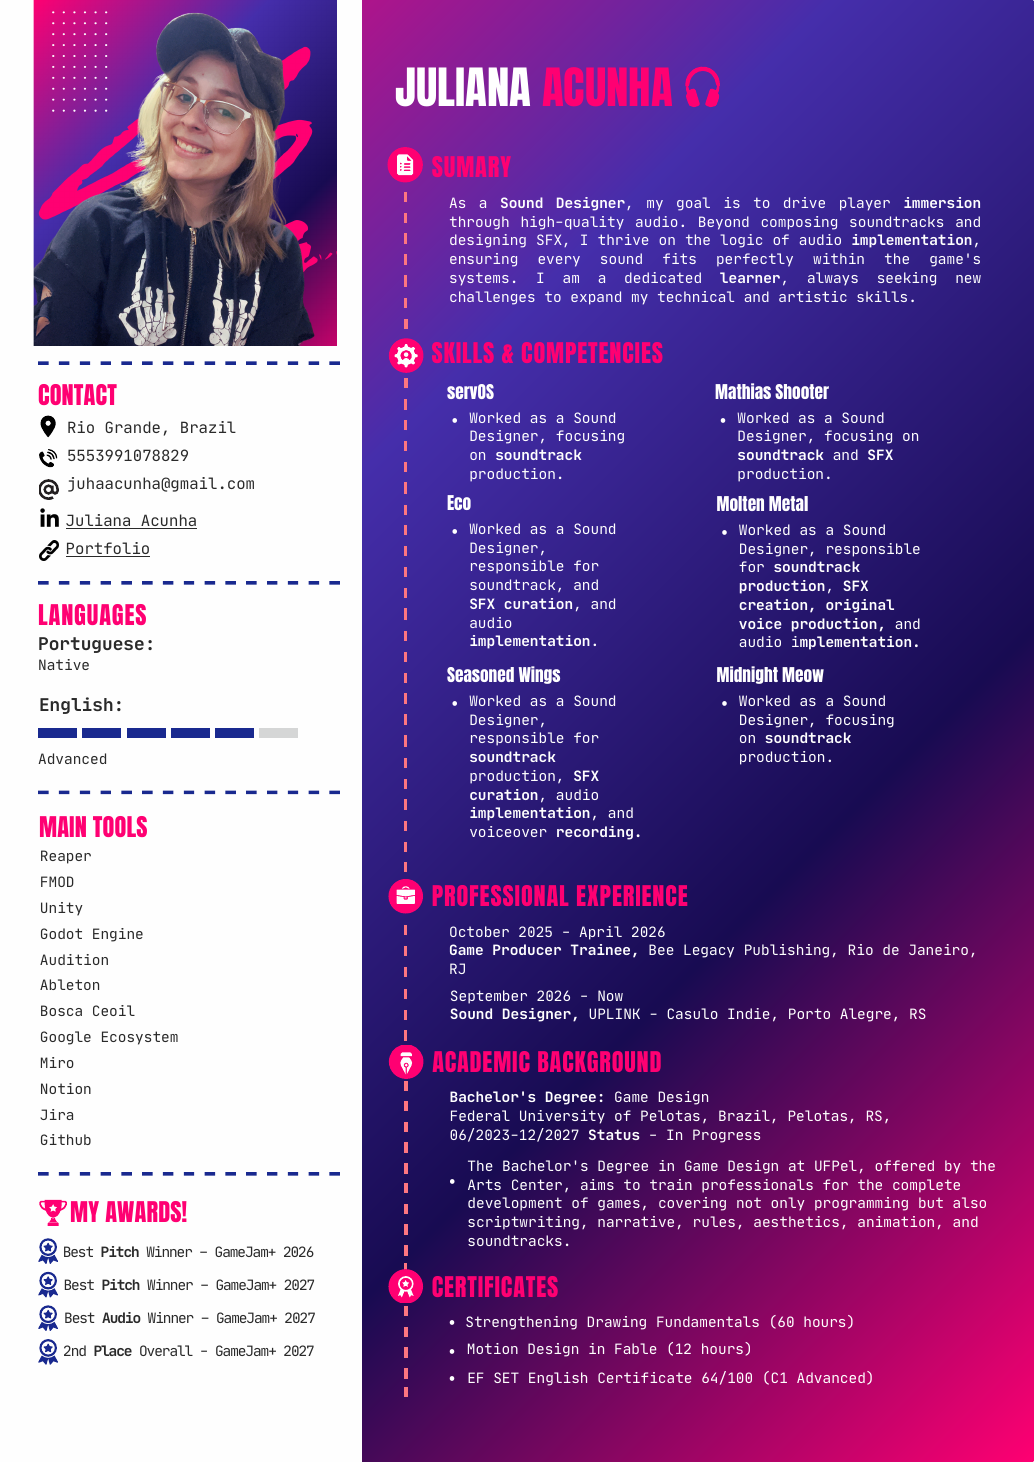 JULIANA ACUNHA
CONTACT
Rio Grande, Brazil
5553991078829
juhaacunha@gmail.com
Juliana Acunha
Portfolio
LANGUAGES
Portuguese:
Native
English:
Advanced
MAIN TOOLS
Reaper
FMOD
Unity
Godot Engine
Audition
Ableton
Bosca Ceoil
Google Ecosystem
Miro
Notion
Jira
Github
MY AWARDS!
Best Pitch Winner – GameJam+ 2026
Best Pitch Winner – GameJam+ 2027
Best Audio Winner – GameJam+ 2027
2nd Place Overall – GameJam+ 2027
SUMARY
As a Sound Designer, my goal is to drive player immersion
through high-quality audio. Beyond composing soundtracks and
designing SFX, I thrive on the logic of audio implementation,
ensuring every sound fits perfectly within the game's
systems. I am a dedicated learner, always seeking new
challenges to expand my technical and artistic skills.
SKILLS & COMPETENCIES
servOS
• Worked as a Sound
Designer, focusing
on soundtrack
production.
Eco
• Worked as a Sound
Designer,
responsible for
soundtrack, and
SFX curation, and
audio
implementation.
Seasoned Wings
• Worked as a Sound
Designer,
responsible for
soundtrack
production, SFX
curation, audio
implementation, and
voiceover recording.
Mathias Shooter
• Worked as a Sound
Designer, focusing on
soundtrack and SFX
production.
Molten Metal
• Worked as a Sound
Designer, responsible
for soundtrack
production, SFX
creation, original
voice production, and
audio implementation.
Midnight Meow
• Worked as a Sound
Designer, focusing
on soundtrack
production.
PROFESSIONAL EXPERIENCE
October 2025 – April 2026
Game Producer Trainee, Bee Legacy Publishing, Rio de Janeiro,
RJ
September 2026 – Now
Sound Designer, UPLINK – Casulo Indie, Porto Alegre, RS
ACADEMIC BACKGROUND
Bachelor's Degree: Game Design
Federal University of Pelotas, Brazil, Pelotas, RS,
06/2023-12/2027 Status – In Progress
• The Bachelor's Degree in Game Design at UFPel, offered by the
Arts Center, aims to train professionals for the complete
development of games, covering not only programming but also
scriptwriting, narrative, rules, aesthetics, animation, and
soundtracks.
CERTIFICATES
• Strengthening Drawing Fundamentals (60 hours)
• Motion Design in Fable (12 hours)
• EF SET English Certificate 64/100 (C1 Advanced)